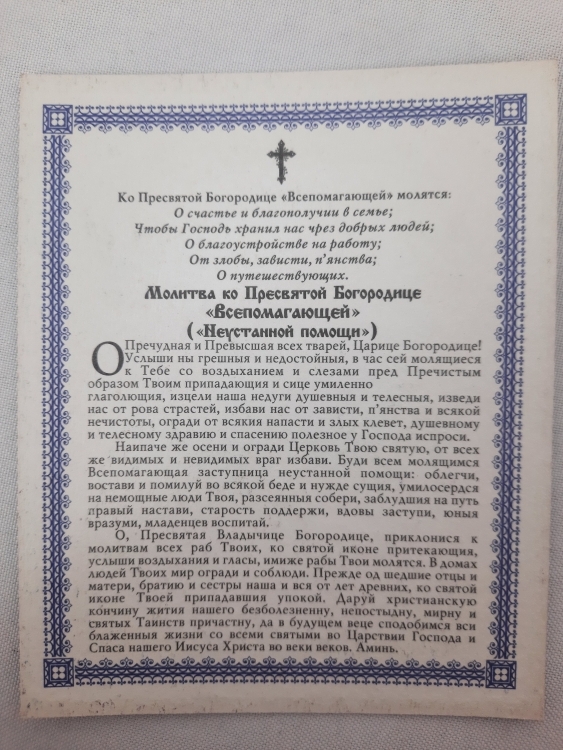 Ко Пресвятой Богородице «Всепомагающей» молятся:
О счастье и благополучии в семье;
Чтобы Господь хранил нас чрез добрых людей;
О благоустройстве на работу;
От злобы, зависти, п'янства;
О путешествующих.
Молитва ко Пресвятой Богородице
«Всепомагающей»
(«Неустанной помощи»)
О Пречудная и Превысшая всех тварей, Царице Богородице!
Услыши ны грешныя и недостойныя, в час сей молящиеся
к Тебе со воздыханием и слезами пред Пречистым
образом Твоим припадающия и сице умиленно
глаголющия, изцели наша недуги душевныя и телесныя, изведи
нас от рова страстей, избави нас от зависти, п'янства и всякой
нечистоты, огради от всякия напасти и злых клевет, душевному
и телесному здравию и спасению полезное у Господа испроси.
Наипаче же осени и огради Церковь Твою святую, от всех
же видимых и невидимых враг избави. Буди всем молящимся
Всепомагающая заступница неустанной помощи: облегчи,
востави и помилуй во всякой беде и нужде сущия, умилосердся
на немощные люди Твоя, разсеянныя собери, заблудшия на путь
правый настави, старость поддержи, вдовы заступи, юныя
вразуми, младенцев воспитай.
О, Пресвятая Владычице Богородице, приклонися к
молитвам всех раб Твоих, ко святой иконе притекающия,
услыши воздыхания и гласы, имиже рабы Твои молятся. В домах
людей Твоих мир огради и соблюди. Прежде од шедшие отцы и
матери, братию и сестры наша и вся от лет древних, ко святой
иконе Твоей припадавшия упокой. Даруй христианскую
кончину жития нашего безболезненну, непостыдну, мирну и
святых Таинств причастну, да в будущем веце сподобимся вси
блаженныя жизни со всеми святыми во Царствии Господа и
Спаса нашего Иисуса Христа во веки веков. Аминь.